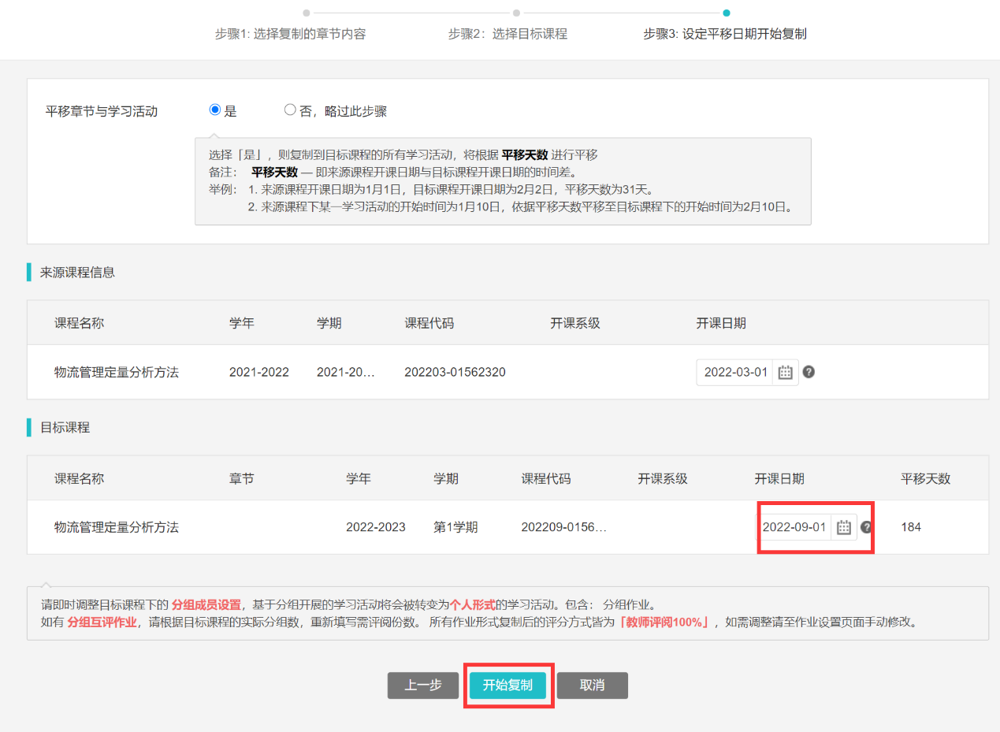 步骤1: 选择复制的章节内容
步骤2: 选择目标课程
步骤3: 设定平移日期开始复制
平移章节与学习活动 是 否，略过此步骤
选择「是」，则复制到目标课程的所有学习活动，将根据 平移天数 进行平移
备注： 平移天数 — 即来源课程开课日期与目标课程开课日期的时间差。
举例： 1. 来源课程开课日期为1月1日，目标课程开课日期为2月2日，平移天数为31天。
2. 来源课程下某一学习活动的开始时间为1月10日，依据平移天数平移至目标课程下的开始时间为2月10日。
来源课程信息
课程名称 学年 学期 课程代码 开课系级 开课日期
物流管理定量分析方法 2021-2022 2021-20… 202203-01562320 2022-03-01 ?
目标课程
课程名称 章节 学年 学期 课程代码 开课系级 开课日期 平移天数
物流管理定量分析方法 2022-2023 第1学期 202209-0156… 2022-09-01 ? 184
请即时调整目标课程下的 分组成员设置，基于分组开展的学习活动将会被转变为个人形式的学习活动。包含： 分组作业。
如有 分组互评作业，请根据目标课程的实际分组数，重新填写需评阅份数。 所有作业形式复制后的评分方式皆为「教师评阅100%」，如需调整请至作业设置页面手动修改。
上一步 开始复制 取消